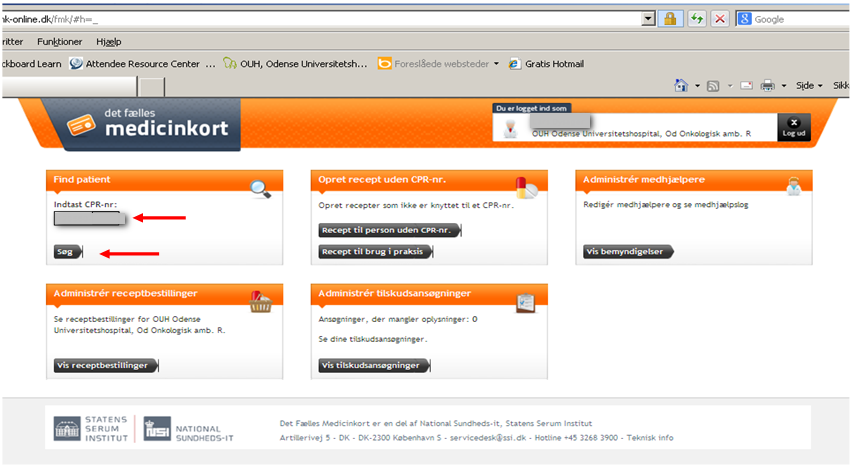 nk-online.dk/fmk/#h=_
Google
ritter Funktioner Hjælp
ckboard Learn Attendee Resource Center ... OUH, Odense Universitetsh... Foreslåede websteder Gratis Hotmail
Side Sikk
det fælles
medicinkort
Du er logget ind som
OUH Odense Universitetshospital, Od Onkologisk amb. R
Log ud
Find patient
Indtast CPR-nr:
Søg
Opret recept uden CPR-nr.
Opret recepter som ikke er knyttet til et CPR-nr.
Recept til person uden CPR-nr.
Recept til brug i praksis
Administrér medhjælpere
Redigér medhjælpere og se medhjælpslog
Vis bemyndigelser
Administrér receptbestillinger
Se receptbestillinger for OUH Odense
Universitetshospital, Od Onkologisk amb. R.
Vis receptbestillinger
Administrér tilskudsansøgninger
Ansøgninger, der mangler oplysninger: 0
Se dine tilskudsansøgninger.
Vis tilskudsansøgninger
STATENS
SERUM
INSTITUT
NSI
NATIONAL
SUNDHEDS-IT
Det Fælles Medicinkort er en del af National Sundheds-it, Statens Serum Institut
Artillerivej 5 - DK - DK-2300 København S - servicedesk@ssi.dk - Hotline +45 3268 3900 - Teknisk info